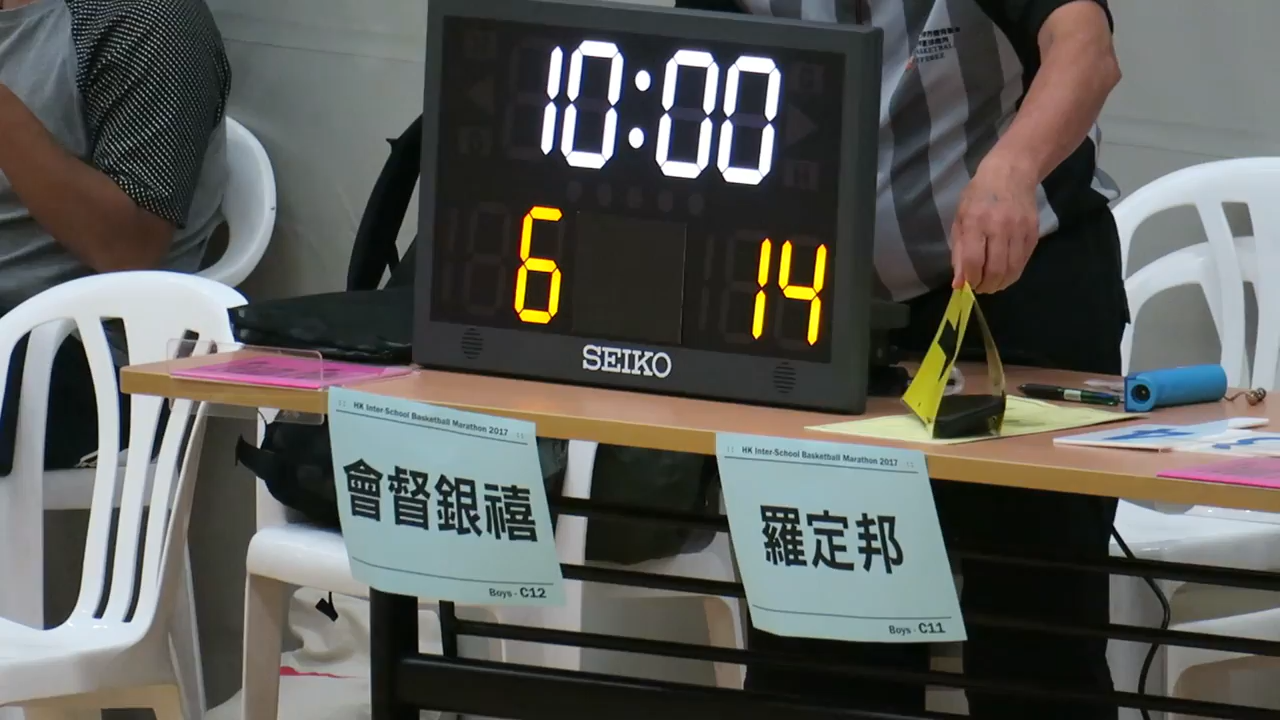 10:00
6
14
SEIKO
HK Inter-School Basketball Marathon 2017
會督銀禧
Boys - C12
HK Inter-School Basketball Marathon 2017
羅定邦
Boys - C11